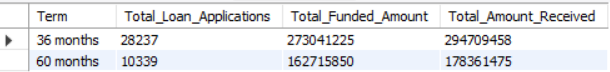 Term Total_Loan_Applications Total_Funded_Amount Total_Amount_Received
36 months 28237 273041225 294709458
60 months 10339 162715850 178361475